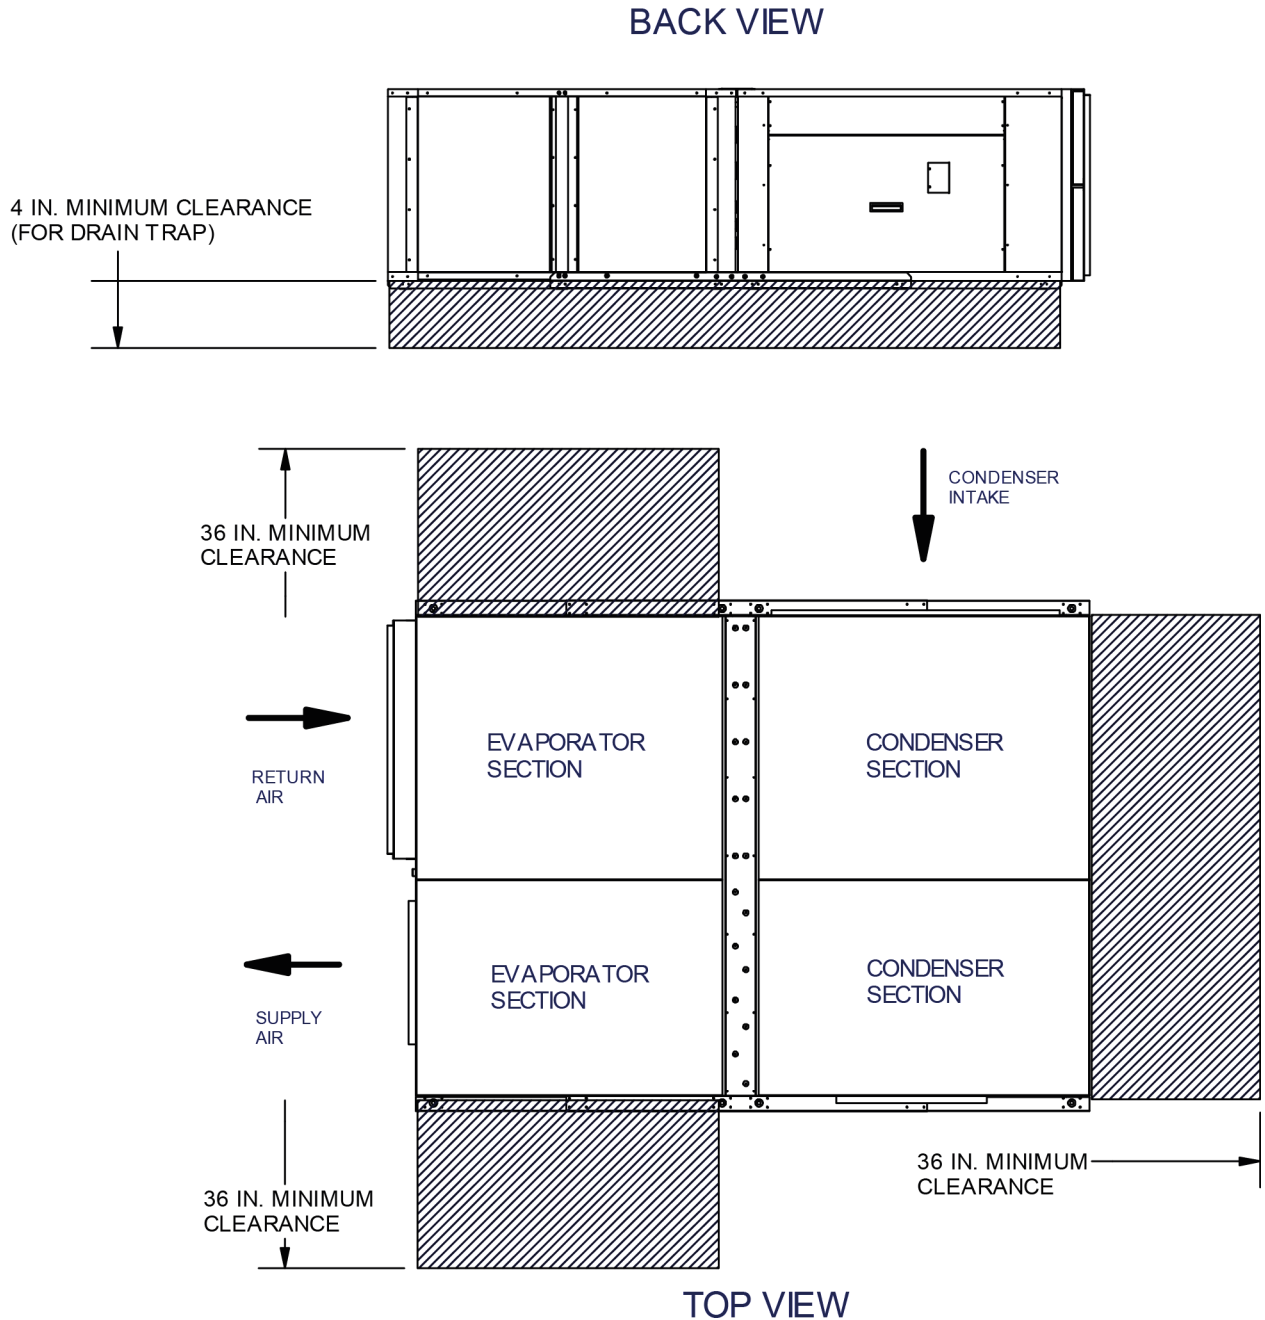 BACK VIEW
4 IN. MINIMUM CLEARANCE
(FOR DRAIN TRAP)
CONDENSER
INTAKE
36 IN. MINIMUM
CLEARANCE
EVAPORATOR
SECTION
CONDENSER
SECTION
RETURN
AIR
EVAPORATOR
SECTION
CONDENSER
SECTION
SUPPLY
AIR
36 IN. MINIMUM
CLEARANCE
36 IN. MINIMUM
CLEARANCE
TOP VIEW